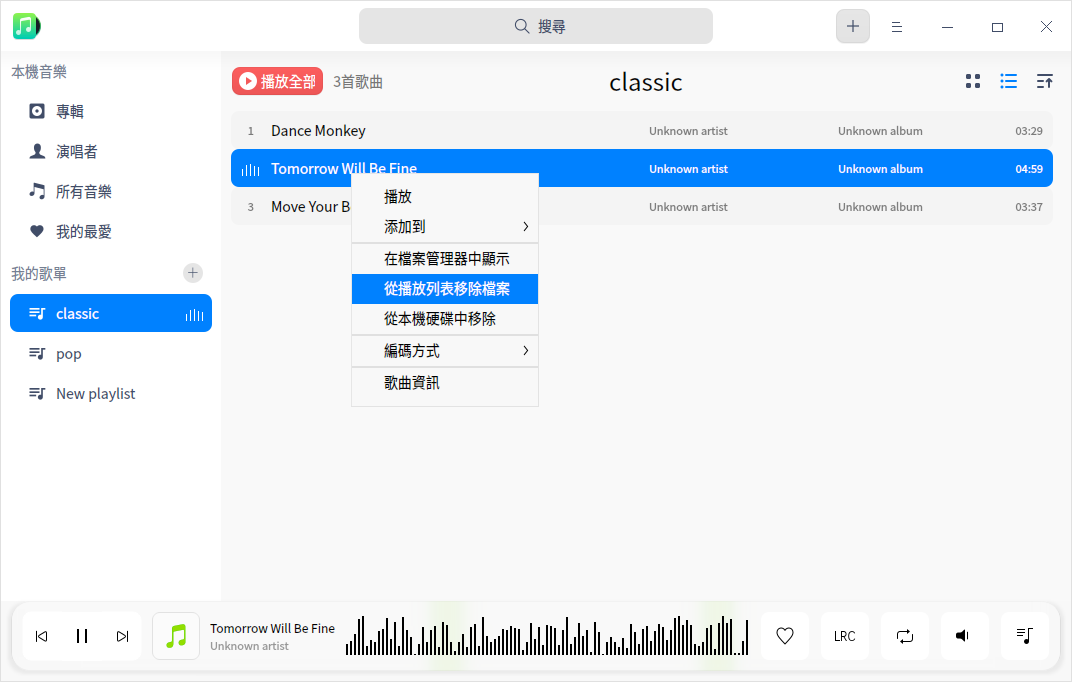 搜尋
本機音樂
專輯
演唱者
所有音樂
我的最愛
我的歌單
classic
pop
New playlist
播放全部 3首歌曲 classic
1 Dance Monkey Unknown artist Unknown album 03:29
Tomorrow Will Be Fine Unknown artist Unknown album 04:59
3 Move Your B Unknown artist Unknown album 03:37
播放
添加到
在檔案管理器中顯示
從播放列表移除檔案
從本機硬碟中移除
編碼方式
歌曲資訊
Tomorrow Will Be Fine
Unknown artist
LRC